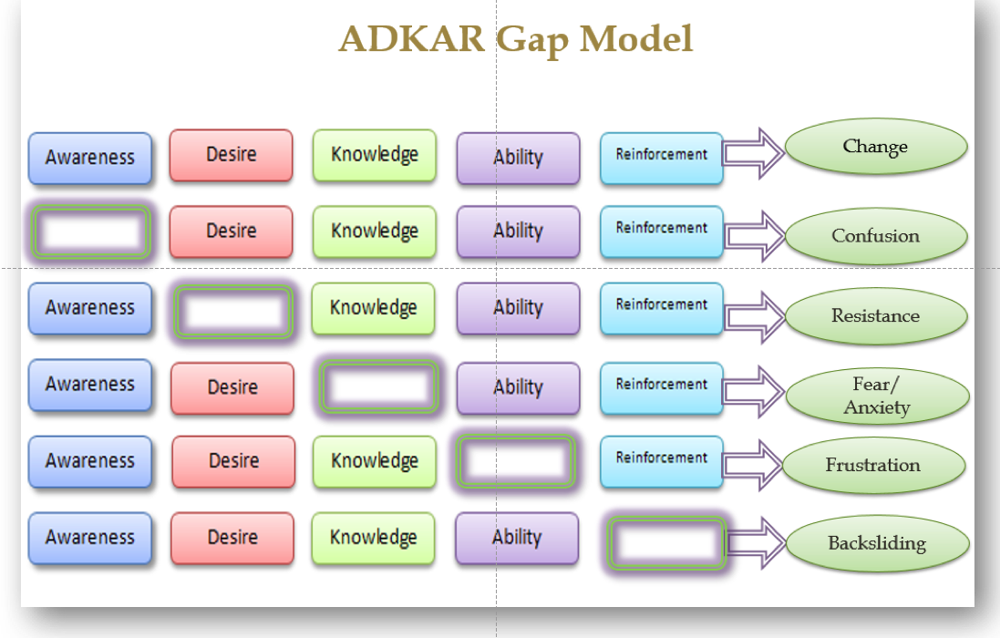 ADKAR Gap Model
Awareness Desire Knowledge Ability Reinforcement Change
Desire Knowledge Ability Reinforcement Confusion
Awareness Knowledge Ability Reinforcement Resistance
Awareness Desire Ability Reinforcement Fear/
Anxiety
Awareness Desire Knowledge Reinforcement Frustration
Awareness Desire Knowledge Ability Backsliding